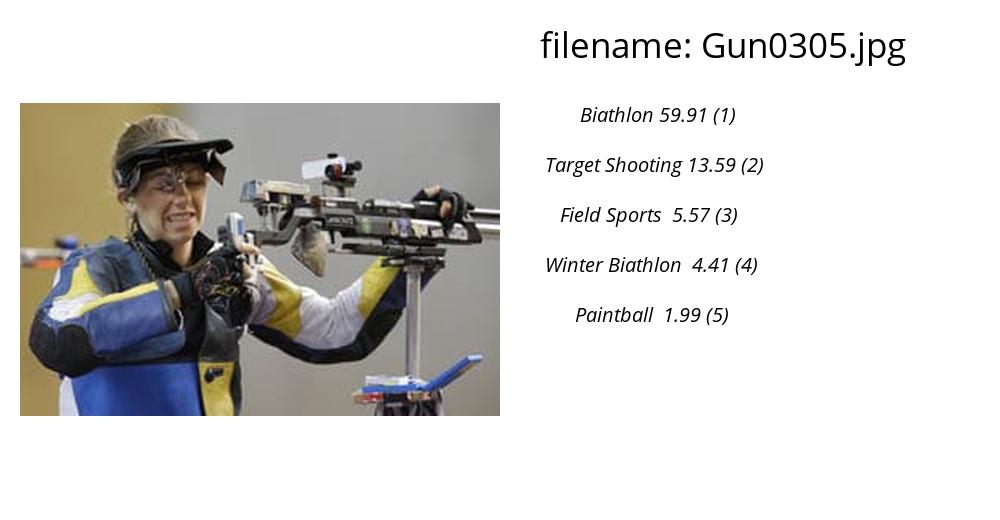 filename: Gun0305.jpg
Biathlon 59.91 (1)
Target Shooting 13.59 (2)
Field Sports 5.57 (3)
Winter Biathlon 4.41 (4)
Paintball 1.99 (5)